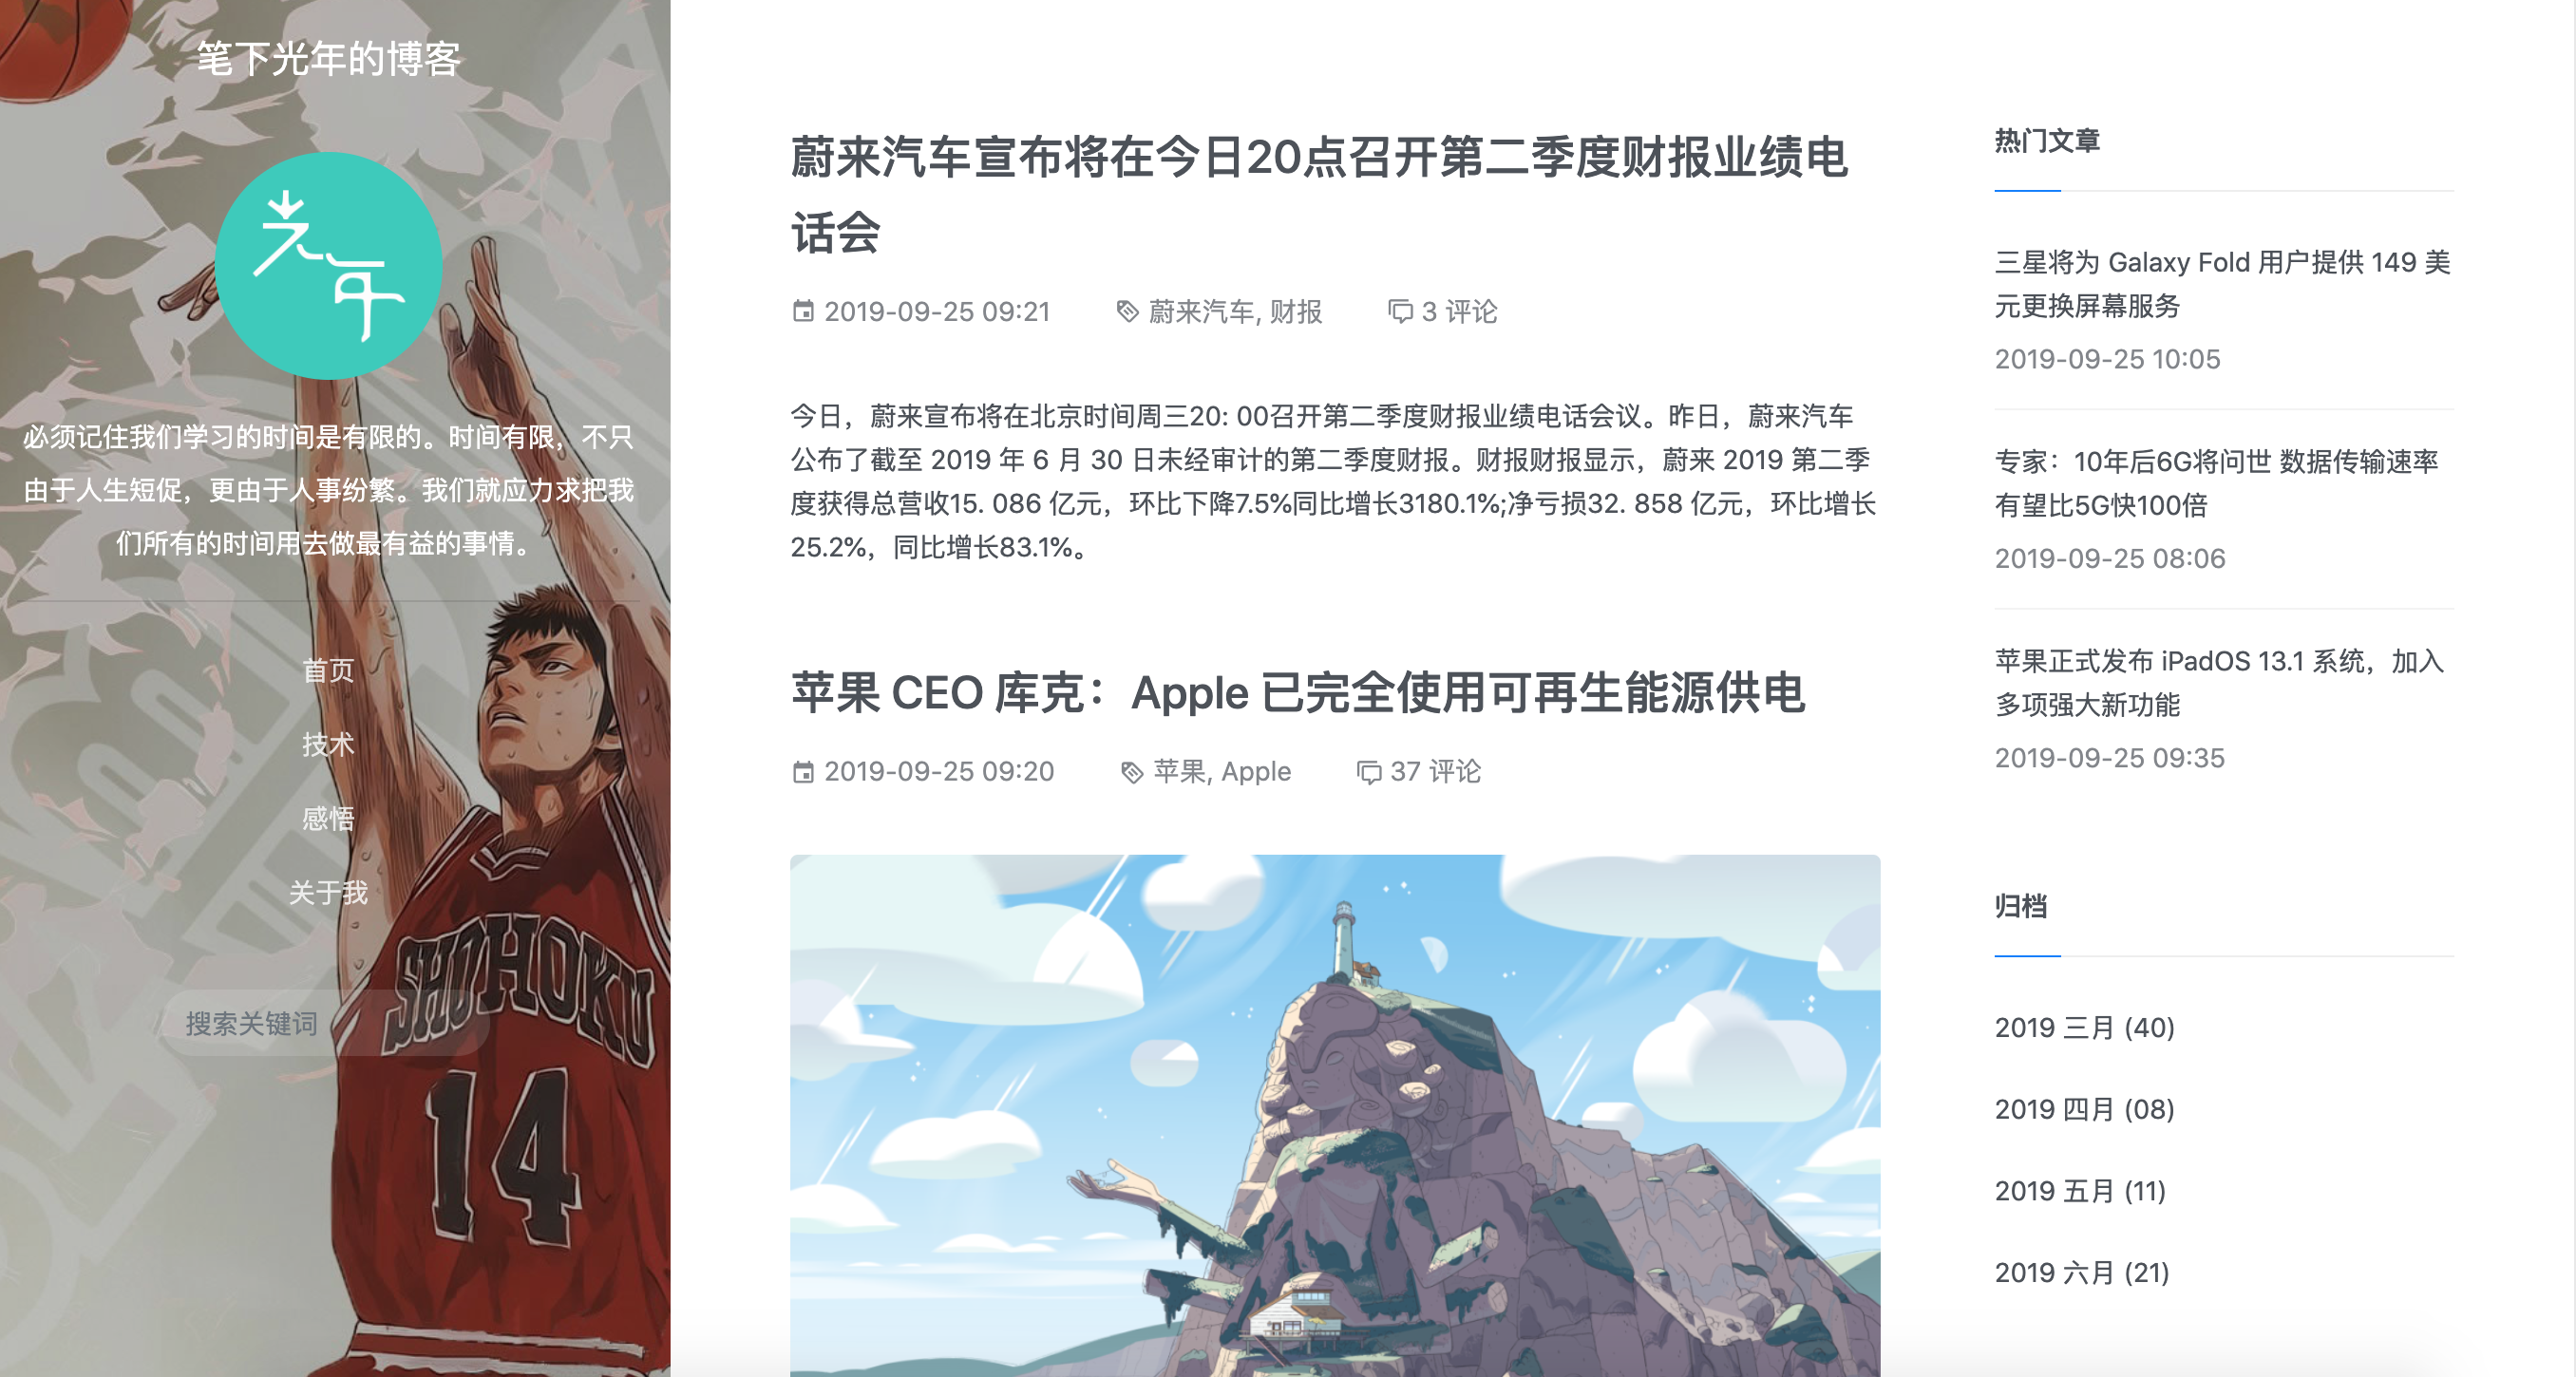 笔下光年的博客
光年
必须记住我们学习的时间是有限的。时间有限，不只
由于人生短促，更由于人事纷繁。我们就应力求把我
们所有的时间用去做最有益的事情。
首页
技术
感悟
关于我
搜索关键词
SHOHOKU
14
蔚来汽车宣布将在今日20点召开第二季度财报业绩电
话会
2019-09-25 09:21 蔚来汽车, 财报 3 评论
今日，蔚来宣布将在北京时间周三20: 00召开第二季度财报业绩电话会议。昨日，蔚来汽车
公布了截至 2019 年 6 月 30 日未经审计的第二季度财报。财报财报显示，蔚来 2019 第二季
度获得总营收15. 086 亿元，环比下降7.5%同比增长3180.1%;净亏损32. 858 亿元，环比增长
25.2%，同比增长83.1%。
苹果 CEO 库克：Apple 已完全使用可再生能源供电
2019-09-25 09:20 苹果, Apple 37 评论
热门文章
三星将为 Galaxy Fold 用户提供 149 美
元更换屏幕服务
2019-09-25 10:05
专家：10年后6G将问世 数据传输速率
有望比5G快100倍
2019-09-25 08:06
苹果正式发布 iPadOS 13.1 系统，加入
多项强大新功能
2019-09-25 09:35
归档
2019 三月 (40)
2019 四月 (08)
2019 五月 (11)
2019 六月 (21)